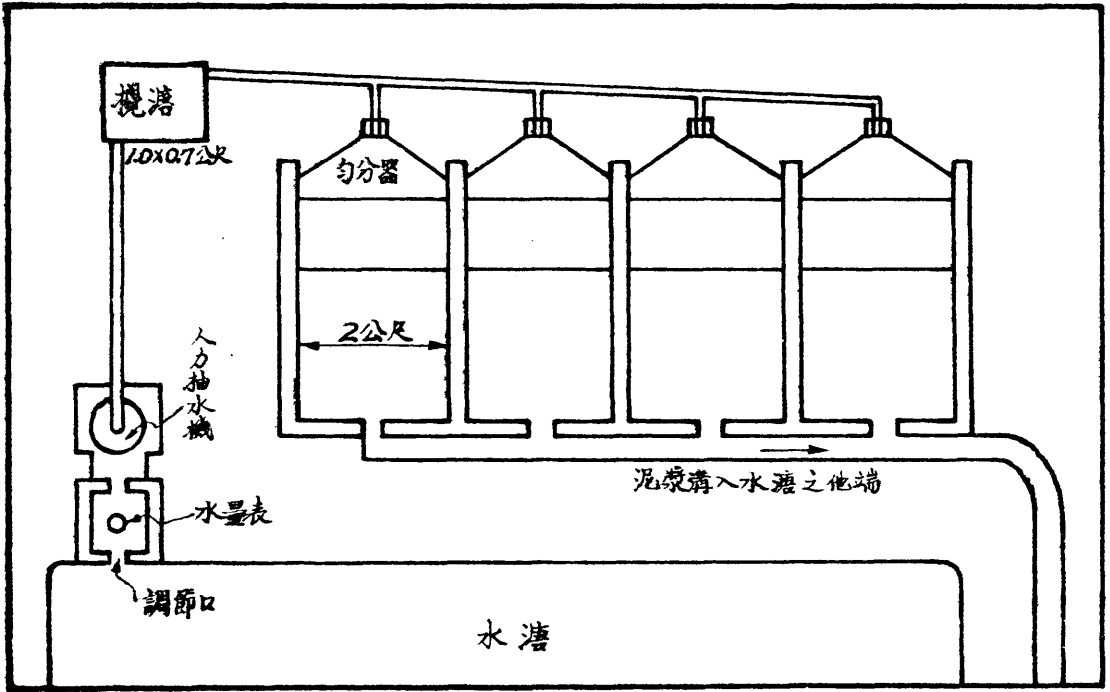 攪溏
1.0×0.7公尺
勻分器
2公尺
人力抽水機
泥漿溝入水溏之他端
水量表
調節口
水溏